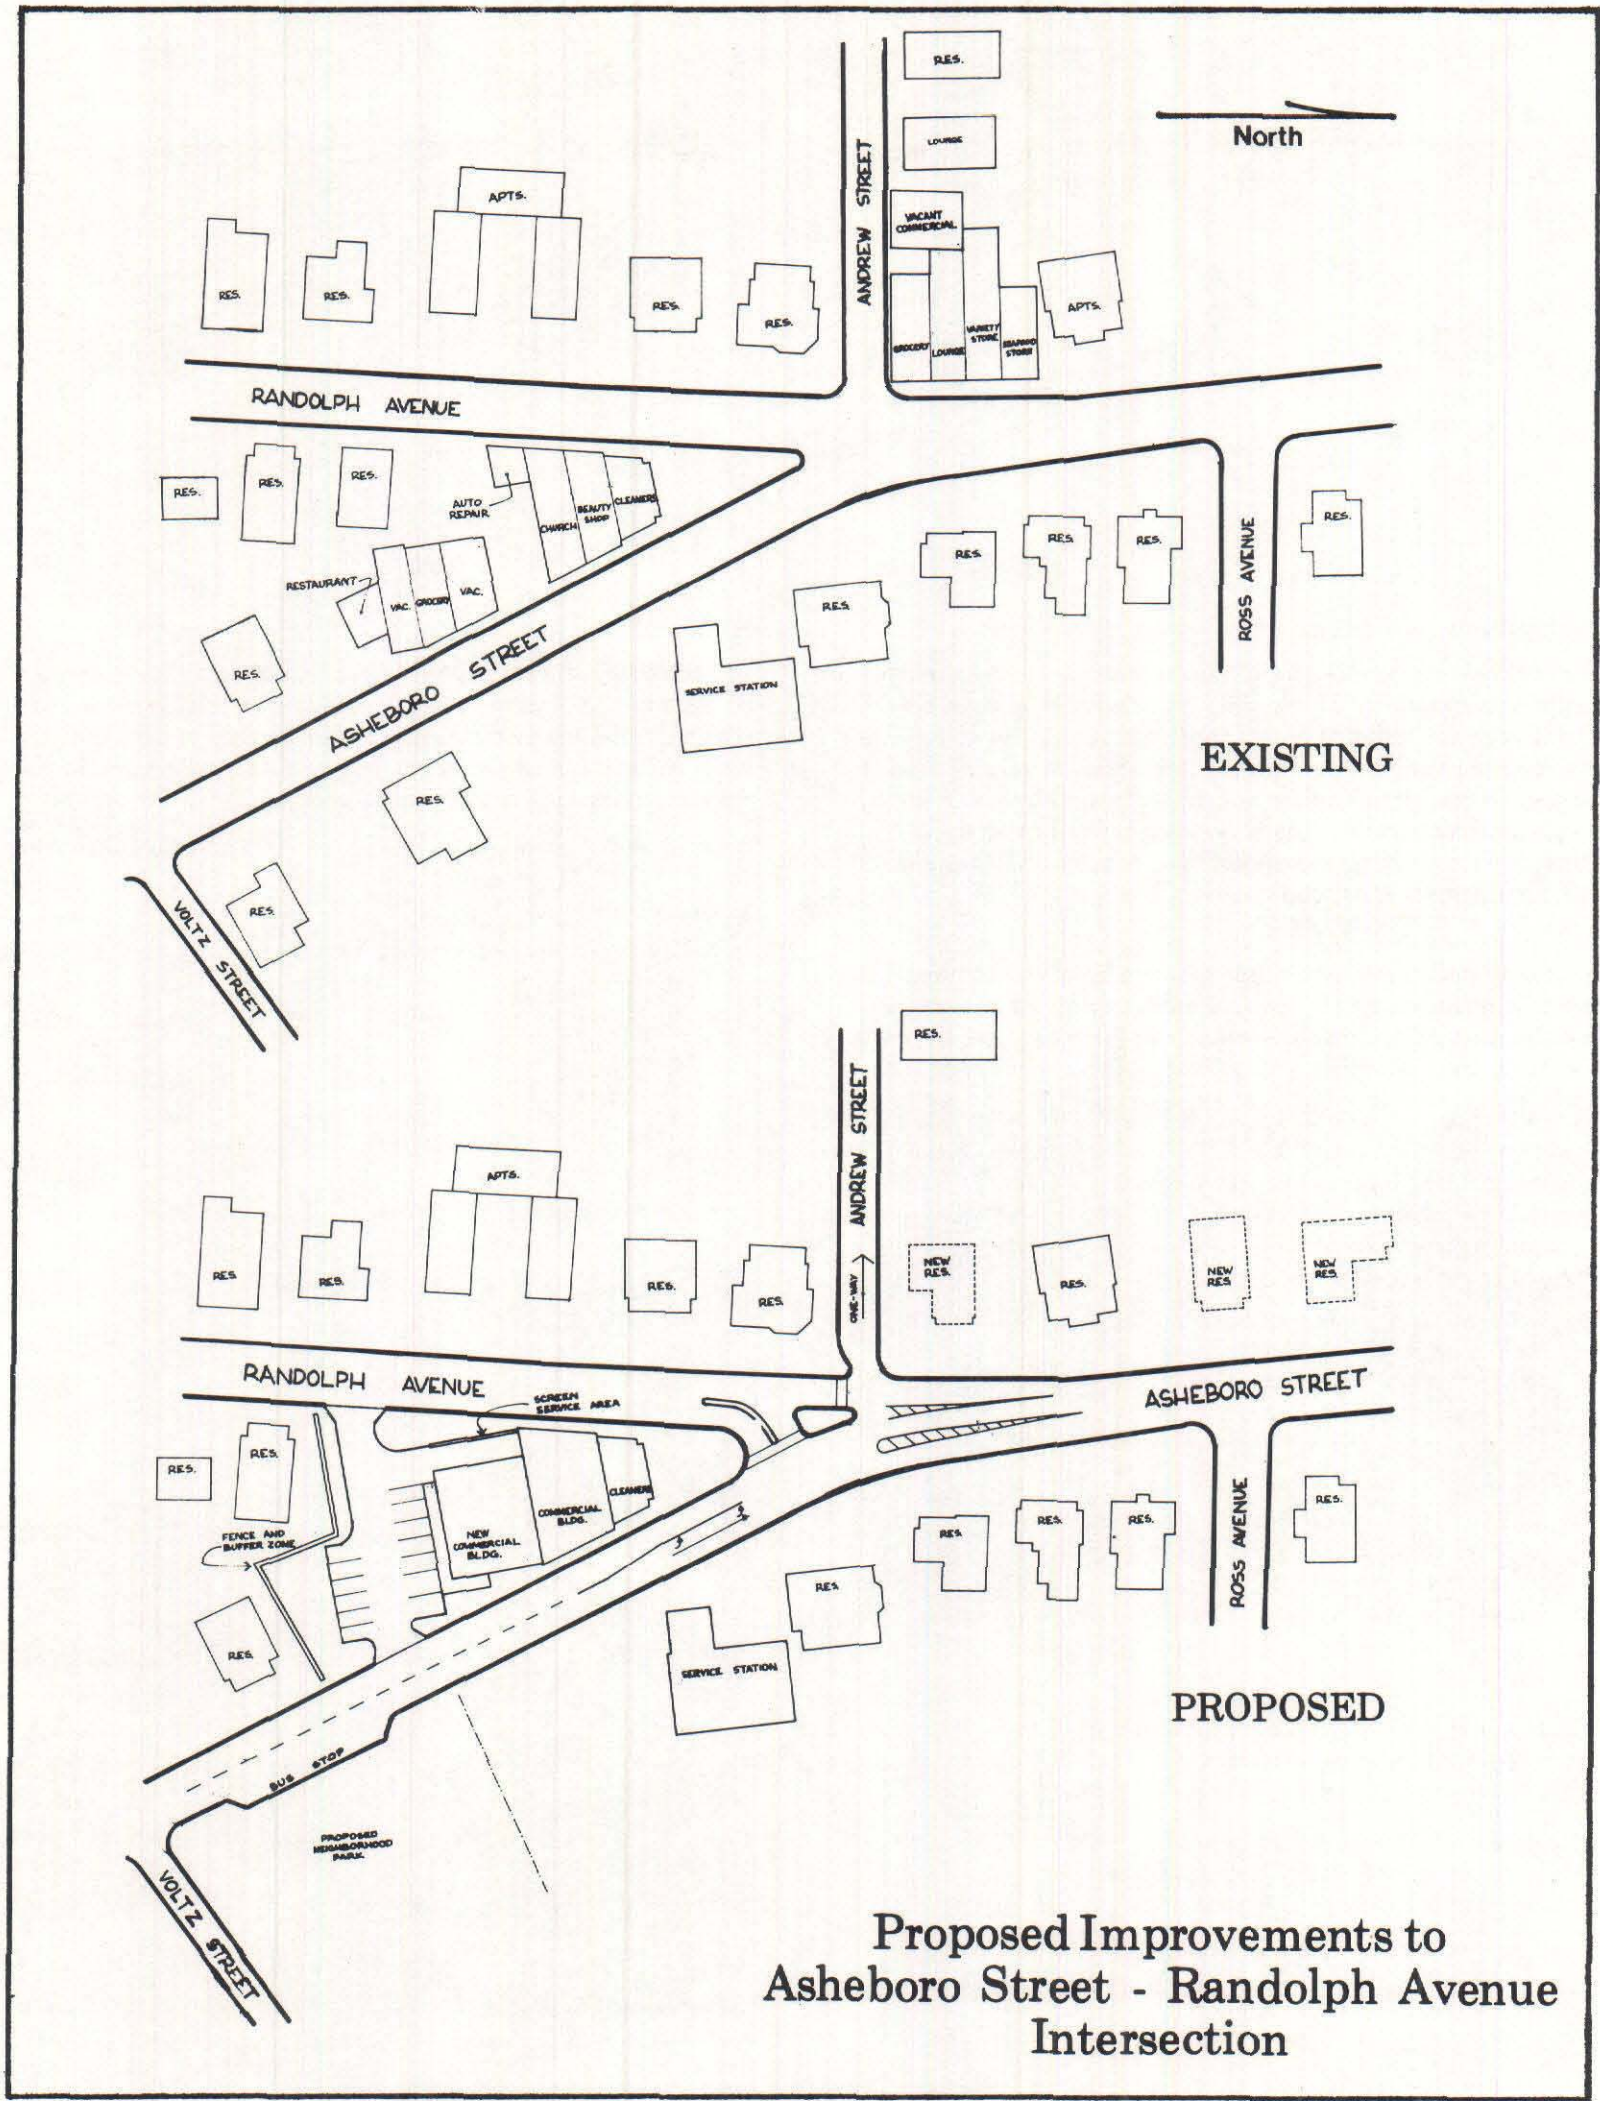 RES.
North
LOUNGE
ANDREW STREET
VACANT
COMMERCIAL
APTS.
RES.
RES.
RES.
RES.
GROCERY
LOUNGE
VARIETY
STORE
SEAFOOD
STORE
APTS.
RANDOLPH AVENUE
RES.
RES.
RES.
AUTO
REPAIR
CHURCH
BEAUTY
SHOP
CLEANERS
RES.
RES.
RES.
RES.
ROSS AVENUE
RESTAURANT
VAC.
GROCERY
VAC.
RES.
RES.
SERVICE STATION
ASHEBORO STREET
EXISTING
RES.
RES.
VOLTZ STREET
RES.
ANDREW STREET
APTS.
RES.
RES.
RES.
RES.
ONE-WAY
NEW
RES.
RES.
NEW
RES.
NEW
RES.
RANDOLPH AVENUE
SCREEN
SERVICE AREA
ASHEBORO STREET
RES.
RES.
FENCE AND
BUFFER ZONE
NEW
COMMERCIAL
BLDG.
COMMERCIAL
BLDG.
CLEANERS
RES.
RES.
RES.
RES.
ROSS AVENUE
RES.
RES.
SERVICE STATION
PROPOSED
BUS STOP
PROPOSED
NEIGHBORHOOD
PARK
VOLTZ STREET
Proposed Improvements to
Asheboro Street - Randolph Avenue
Intersection